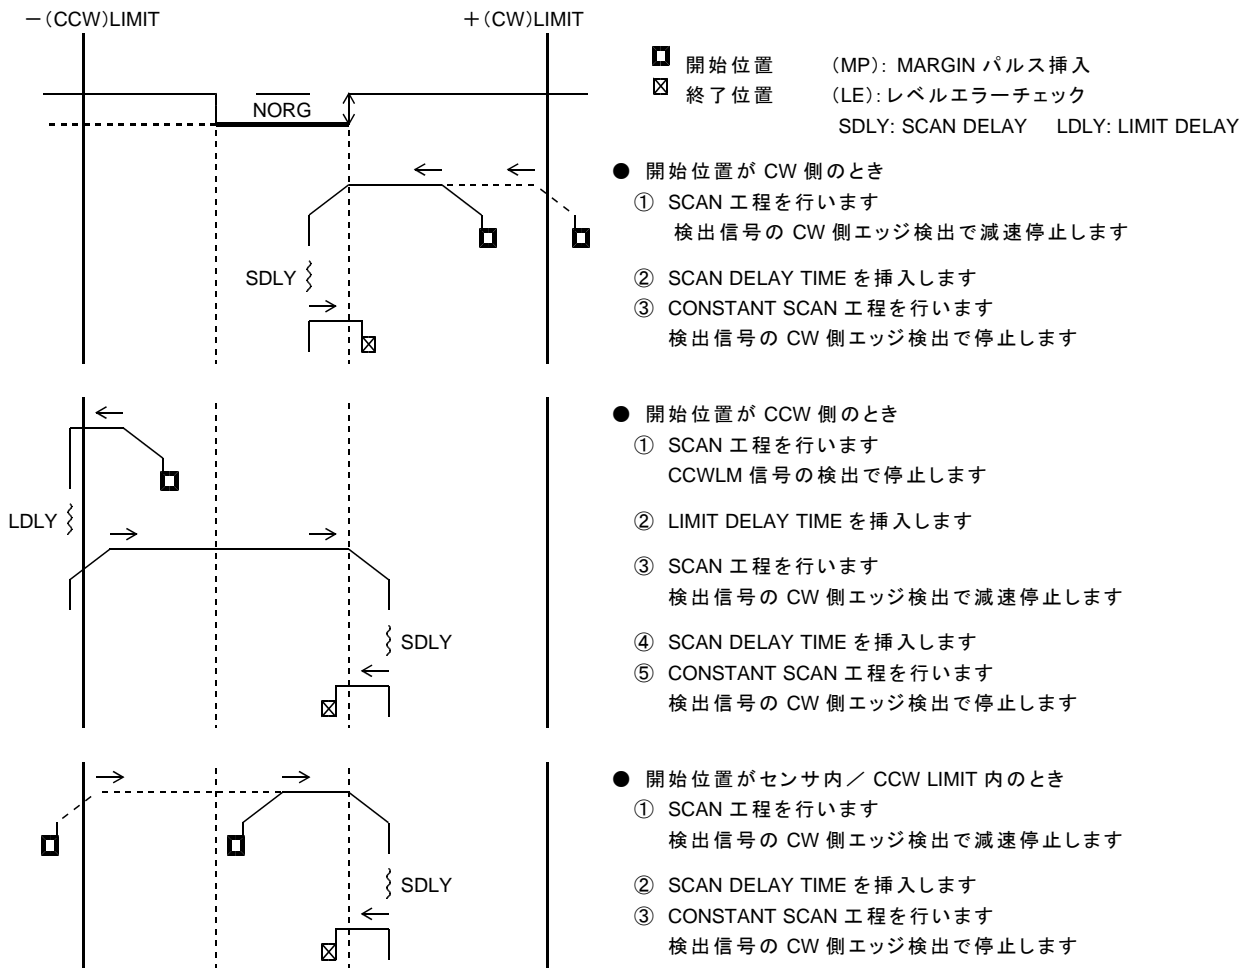 －(CCW)LIMIT
＋(CW)LIMIT
NORG
開始位置 (MP): MARGIN パルス挿入
終了位置 (LE):レベルエラーチェック
SDLY: SCAN DELAY LDLY: LIMIT DELAY
● 開始位置が CW 側のとき
① SCAN 工程を行います
検出信号の CW 側エッジ検出で減速停止します
② SCAN DELAY TIME を挿入します
③ CONSTANT SCAN 工程を行います
検出信号の CW 側エッジ検出で停止します
SDLY
● 開始位置が CCW 側のとき
① SCAN 工程を行います
CCWLM 信号の検出で停止します
② LIMIT DELAY TIME を挿入します
③ SCAN 工程を行います
検出信号の CW 側エッジ検出で減速停止します
④ SCAN DELAY TIME を挿入します
⑤ CONSTANT SCAN 工程を行います
検出信号の CW 側エッジ検出で停止します
LDLY
SDLY
● 開始位置がセンサ内／ CCW LIMIT 内のとき
① SCAN 工程を行います
検出信号の CW 側エッジ検出で減速停止します
② SCAN DELAY TIME を挿入します
③ CONSTANT SCAN 工程を行います
検出信号の CW 側エッジ検出で停止します
SDLY